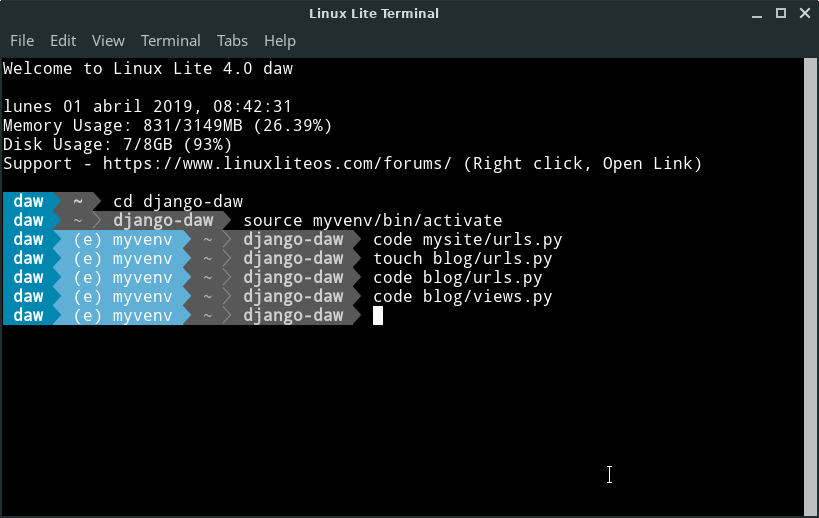 Linux Lite Terminal
File Edit View Terminal Tabs Help
Welcome to Linux Lite 4.0 daw
lunes 01 abril 2019, 08:42:31
Memory Usage: 831/3149MB (26.39%)
Disk Usage: 7/8GB (93%)
Support - https://www.linuxliteos.com/forums/ (Right click, Open Link)
daw ~ cd django-daw
daw ~ django-daw source myvenv/bin/activate
daw (e) myvenv ~ django-daw code mysite/urls.py
daw (e) myvenv ~ django-daw touch blog/urls.py
daw (e) myvenv ~ django-daw code blog/urls.py
daw (e) myvenv ~ django-daw code blog/views.py
daw (e) myvenv ~ django-daw